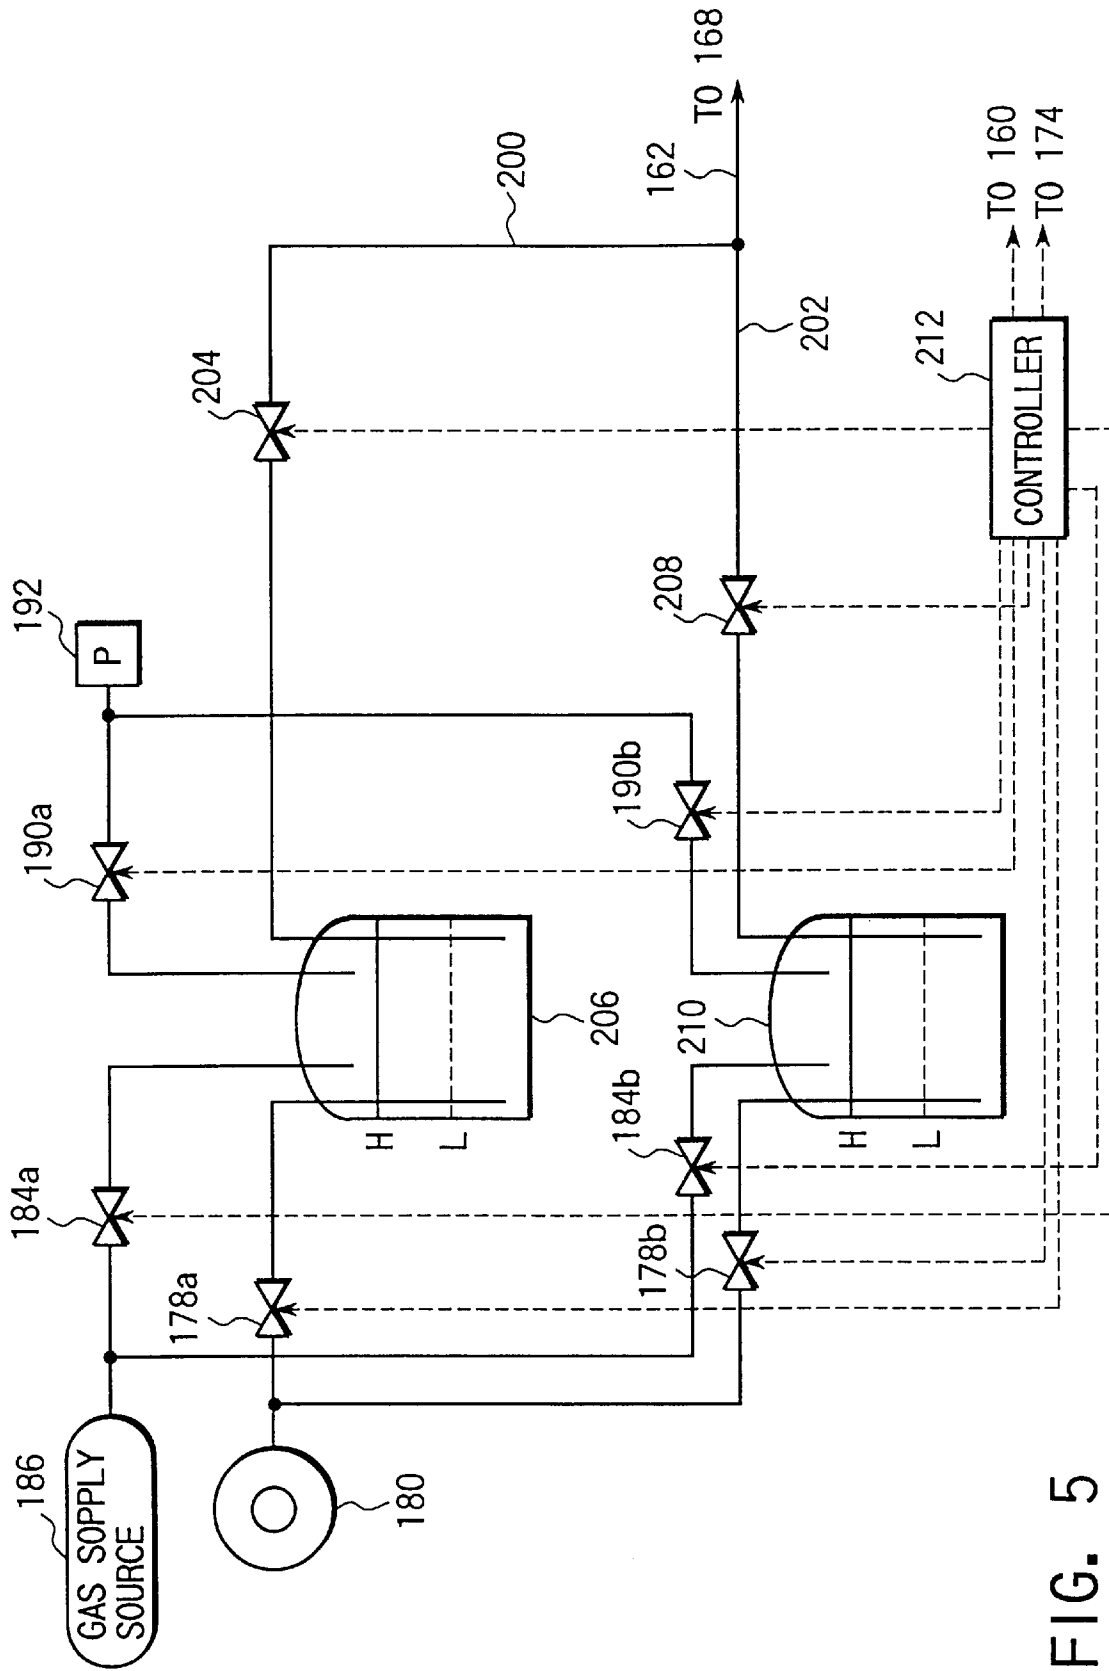 186
GAS SOPPLY
SOURCE
180
184a
178a
190a
192
P
204
200
H
L
206
184b
178b
190b
208
202
162
TO 168
210
H
L
212
CONTROLLER
TO 160
TO 174
FIG. 5